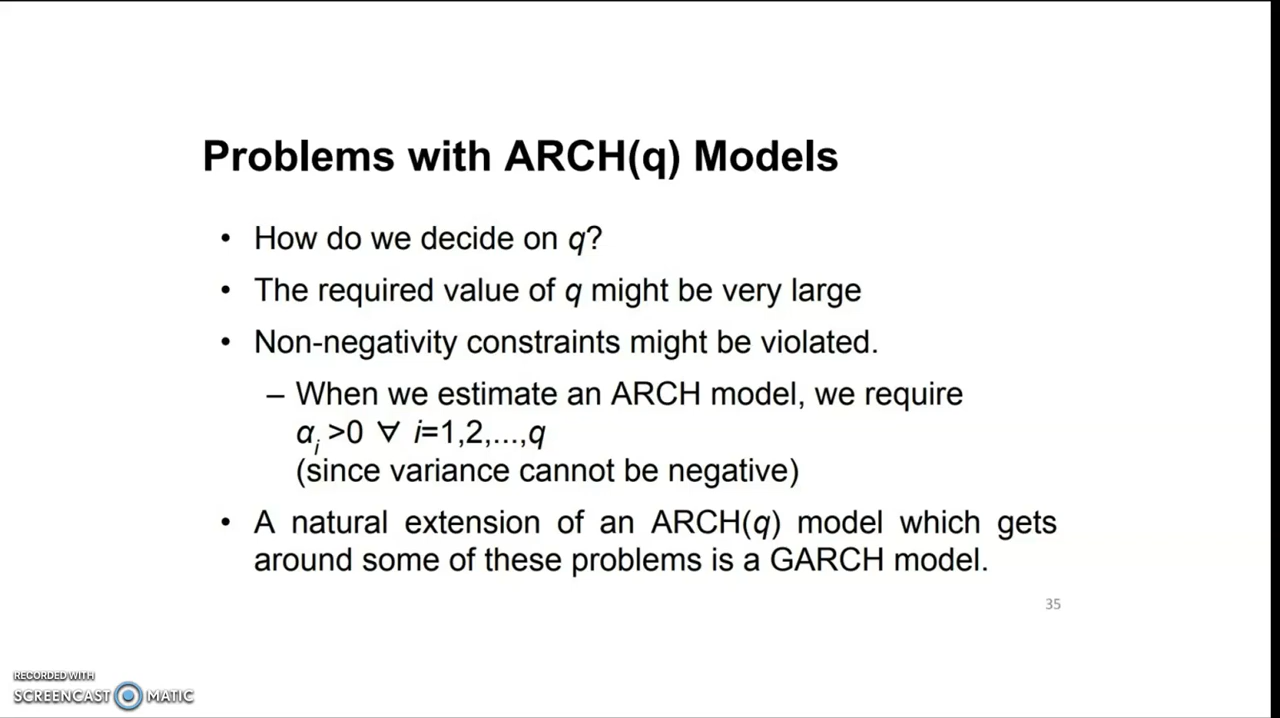 Problems with ARCH(q) Models
• How do we decide on q?
• The required value of q might be very large
• Non-negativity constraints might be violated.
– When we estimate an ARCH model, we require
αi >0 ∀ i=1,2,...,q
(since variance cannot be negative)
• A natural extension of an ARCH(q) model which gets
around some of these problems is a GARCH model.
35
RECORDED WITH
SCREENCAST MATIC